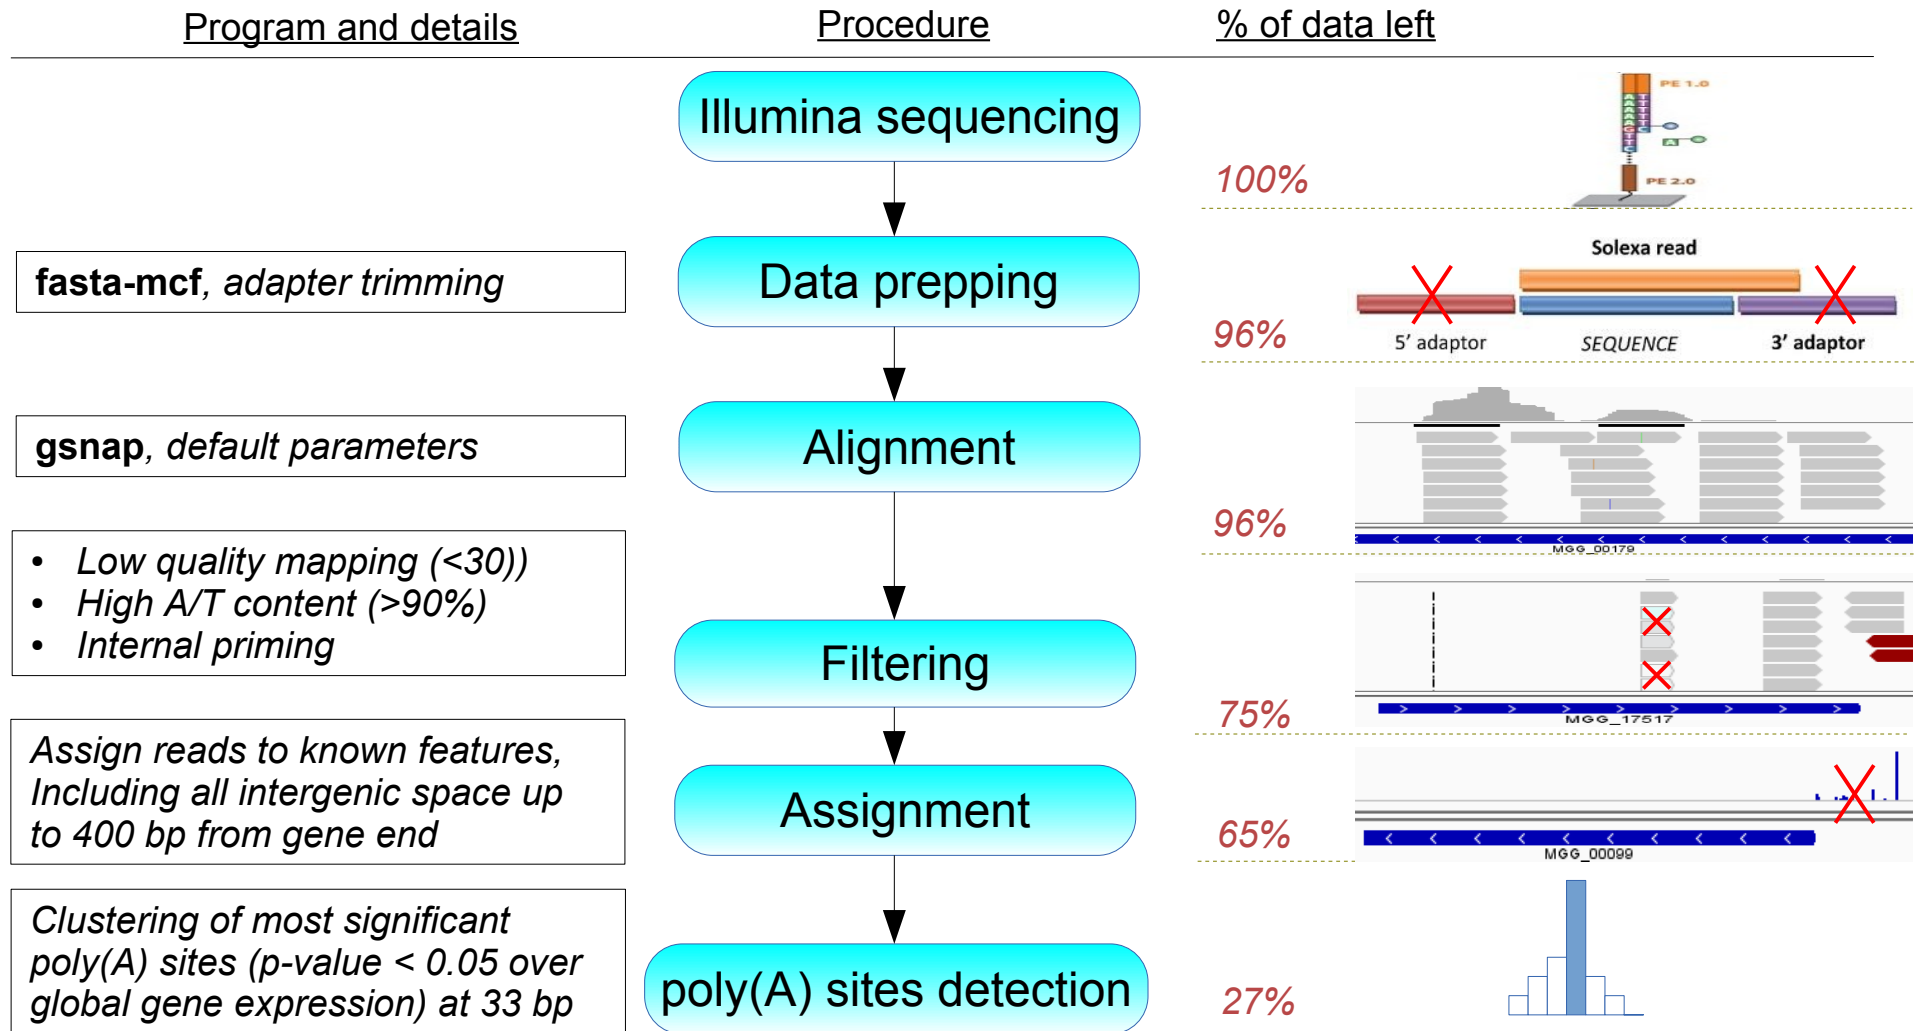 Program and details
Procedure
% of data left
Illumina sequencing
100%
PE 1.0
A
A
A
A
G
T
C
T
T
T
T
C
A
PE 2.0
fasta-mcf, adapter trimming
Data prepping
96%
Solexa read
5' adaptor
SEQUENCE
3' adaptor
gsnap, default parameters
Alignment
96%
MGG_00179
• Low quality mapping (<30))
• High A/T content (>90%)
• Internal priming
Filtering
75%
MGG_17517
Assign reads to known features,
Including all intergenic space up
to 400 bp from gene end
Assignment
65%
MGG_00099
Clustering of most significant
poly(A) sites (p-value < 0.05 over
global gene expression) at 33 bp
poly(A) sites detection
27%